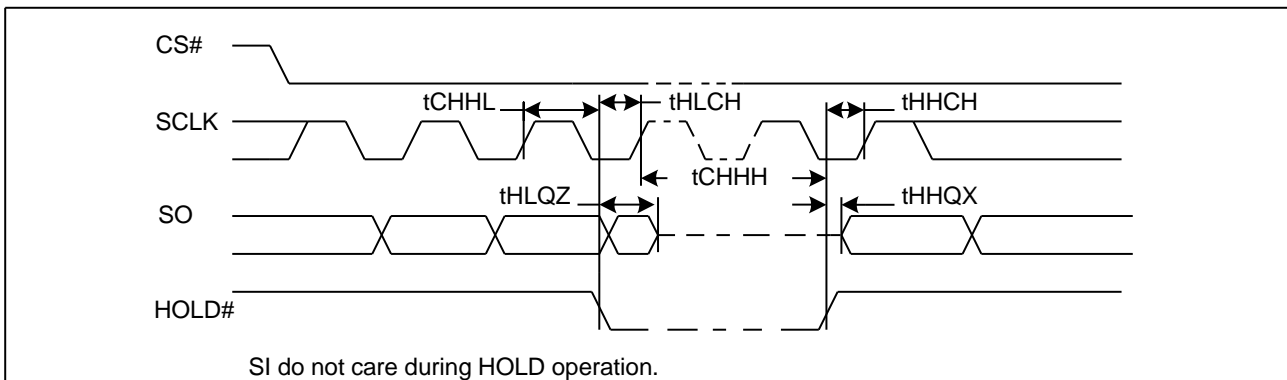 CS#
tCHHL
tHLCH
tHHCH
SCLK
tCHHH
tHLQZ
tHHQX
SO
HOLD#
SI do not care during HOLD operation.